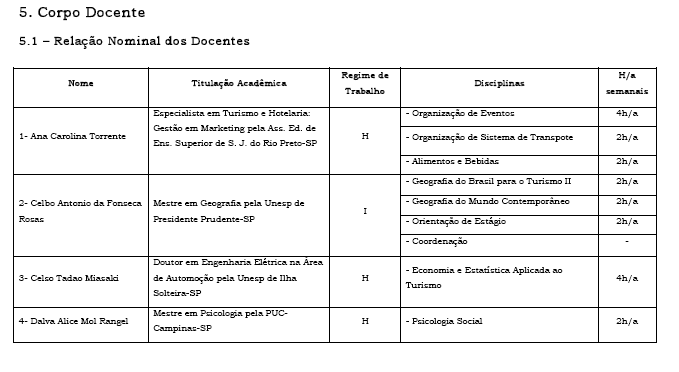 5. Corpo Docente
5.1 – Relação Nominal dos Docentes
Nome
Titulação Acadêmica
Regime de
Trabalho
Disciplinas
H/a
semanais
1- Ana Carolina Torrente
Especialista em Turismo e Hotelaria:
Gestão em Marketing pela Ass. Ed. de
Ens. Superior de S. J. do Rio Preto-SP
H
- Organização de Eventos
4h/a
- Organização de Sistema de Transpote
2h/a
- Alimentos e Bebidas
2h/a
2- Celbo Antonio da Fonseca
Rosas
Mestre em Geografia pela Unesp de
Presidente Prudente-SP
I
- Geografia do Brasil para o Turismo II
2h/a
- Geografia do Mundo Contemporâneo
2h/a
- Orientação de Estágio
2h/a
- Coordenação
-
3- Celso Tadao Miasaki
Doutor em Engenharia Elétrica na Área
de Automoção pela Unesp de Ilha
Solteira-SP
H
- Economia e Estatística Aplicada ao
Turismo
4h/a
4- Dalva Alice Mol Rangel
Mestre em Psicologia pela PUC-
Campinas-SP
H
- Psicologia Social
2h/a